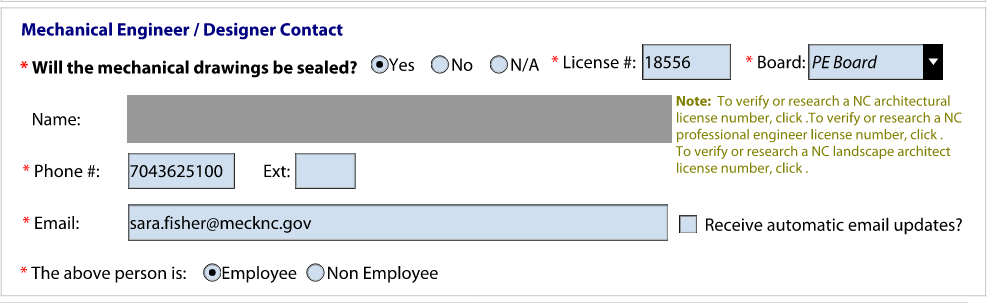 Mechanical Engineer / Designer Contact
* Will the mechanical drawings be sealed? Yes No N/A * License #: 18556 * Board: PE Board
Name:
Note: To verify or research a NC architectural
license number, click .To verify or research a NC
professional engineer license number, click .
To verify or research a NC landscape architect
license number, click .
* Phone #: 7043625100 Ext:
* Email: sara.fisher@mecknc.gov Receive automatic email updates?
* The above person is: Employee Non Employee